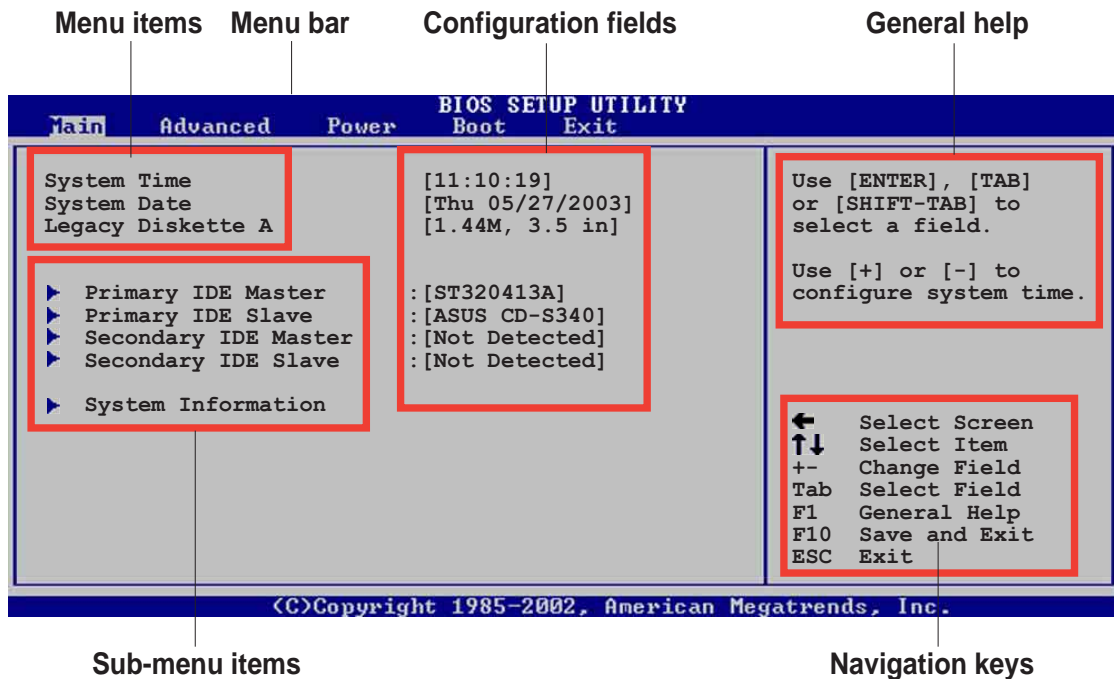 Menu items Menu bar Configuration fields General help
BIOS SETUP UTILITY
Main Advanced Power Boot Exit
System Time [11:10:19]
System Date [Thu 05/27/2003]
Legacy Diskette A [1.44M, 3.5 in]
Primary IDE Master :[ST320413A]
Primary IDE Slave :[ASUS CD-S340]
Secondary IDE Master :[Not Detected]
Secondary IDE Slave :[Not Detected]
System Information
Use [ENTER], [TAB]
or [SHIFT-TAB] to
select a field.
Use [+] or [-] to
configure system time.
← Select Screen
↑↓ Select Item
+- Change Field
Tab Select Field
F1 General Help
F10 Save and Exit
ESC Exit
(C)Copyright 1985-2002, American Megatrends, Inc.
Sub-menu items Navigation keys